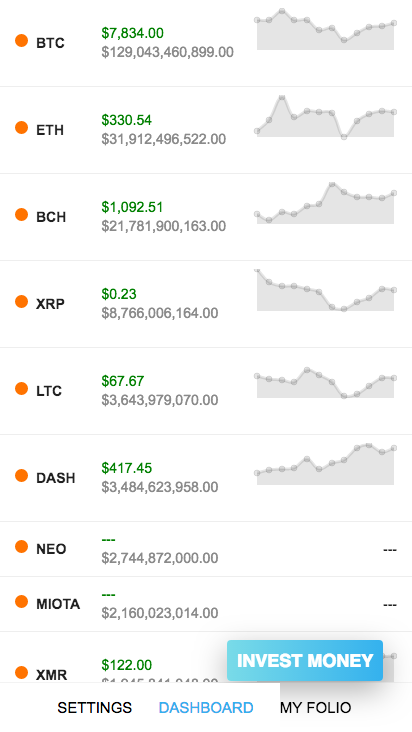 BTC
$7,834.00
$129,043,460,899.00
ETH
$330.54
$31,912,496,522.00
BCH
$1,092.51
$21,781,900,163.00
XRP
$0.23
$8,766,006,164.00
LTC
$67.67
$3,643,979,070.00
DASH
$417.45
$3,484,623,958.00
NEO
---
$2,744,872,000.00
---
MIOTA
---
$2,160,023,014.00
---
XMR
$122.00
INVEST MONEY
SETTINGS DASHBOARD MY FOLIO